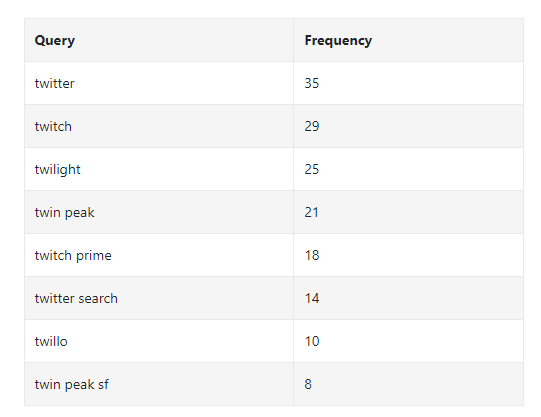 Query Frequency
twitter 35
twitch 29
twilight 25
twin peak 21
twitch prime 18
twitter search 14
twillo 10
twin peak sf 8